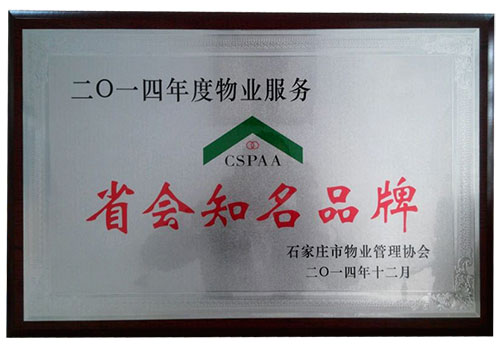 二〇一四年度物业服务
CSPAA
省会知名品牌
石家庄市物业管理协会
二〇一四年十二月